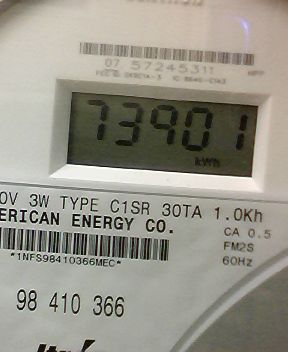 07 57245311
73901
kWh
0V 3W TYPE C1SR 30TA 1.0Kh
ERICAN ENERGY CO.
CA 0.5
FM2S
*1NFS98410366MEC*
60Hz
98 410 366